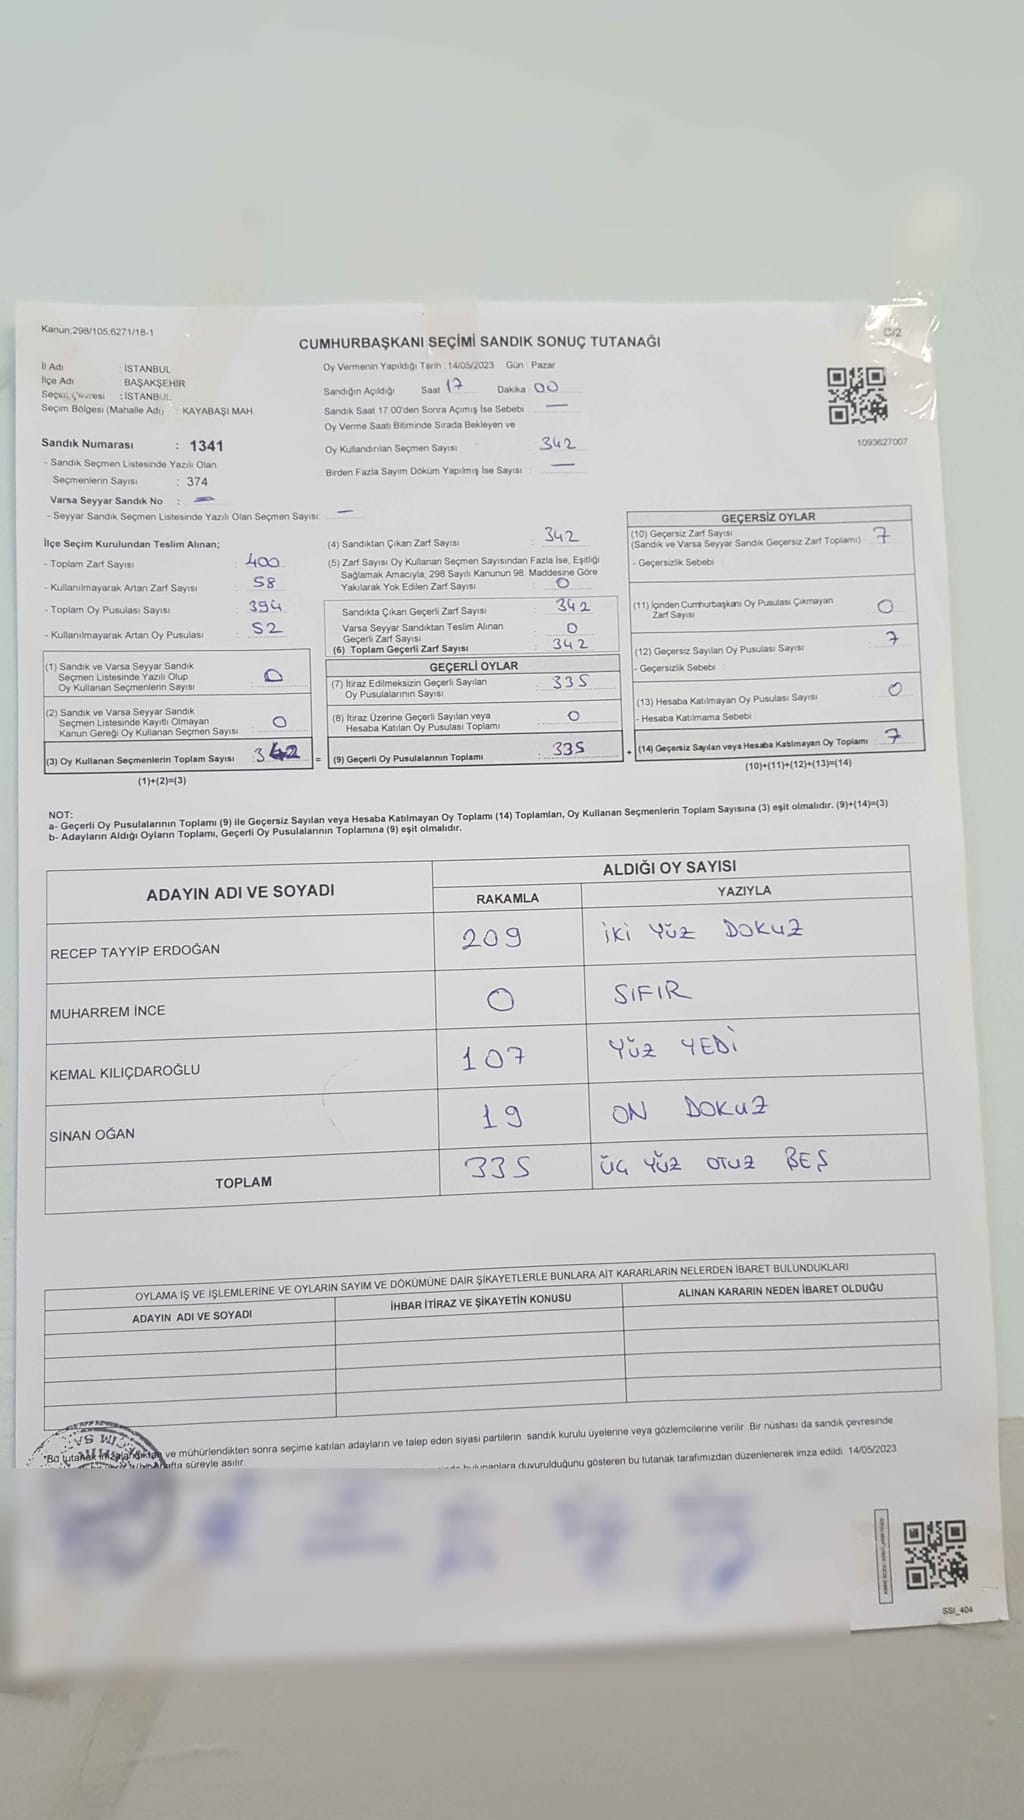 Kanun;298/105;6271/18-1
C/2
CUMHURBAŞKANI SEÇİMİ SANDIK SONUÇ TUTANAĞI
İl Adı : İSTANBUL
İlçe Adı : BAŞAKŞEHİR
Seçim Çevresi : İSTANBUL
Seçim Bölgesi (Mahalle Adı) KAYABAŞI MAH.
Sandık Numarası : 1341
- Sandık Seçmen Listesinde Yazılı Olan
Seçmenlerin Sayısı : 374
Varsa Seyyar Sandık No : —
- Seyyar Sandık Seçmen Listesinde Yazılı Olan Seçmen Sayısı: —
Oy Vermenin Yapıldığı Tarih : 14/05/2023 Gün : Pazar
Sandığın Açıldığı Saat 17 Dakika : 00
Sandık Saat 17.00'den Sonra Açımış İse Sebebi : —
Oy Verme Saati Bitiminde Sırada Bekleyen ve
Oy Kullandırılan Seçmen Sayısı : 342
Birden Fazla Sayım Döküm Yapılmış İse Sayısı : —
1093627007
İlçe Seçim Kurulundan Teslim Alınan;
- Toplam Zarf Sayısı : 400
- Kullanılmayarak Artan Zarf Sayısı : 58
- Toplam Oy Pusulası Sayısı : 394
- Kullanılmayarak Artan Oy Pusulası : 52
(1) Sandık ve Varsa Seyyar Sandık
Seçmen Listesinde Yazılı Olup
Oy Kullanan Seçmenlerin Sayısı : 0
(2) Sandık ve Varsa Seyyar Sandık
Seçmen Listesinde Kayıtlı Olmayan
Kanun Gereği Oy Kullanan Seçmen Sayısı : 0
(3) Oy Kullanan Seçmenlerin Toplam Sayısı : 342 =
(1)+(2)=(3)
(4) Sandıktan Çıkan Zarf Sayısı : 342
(5) Zarf Sayısı Oy Kullanan Seçmen Sayısından Fazla İse, Eşitliği
Sağlamak Amacıyla, 298 Sayılı Kanunun 98. Maddesine Göre
Yakılarak Yok Edilen Zarf Sayısı : 0
Sandıkta Çıkan Geçerli Zarf Sayısı : 342
Varsa Seyyar Sandıktan Teslim Alınan
Geçerli Zarf Sayısı : 0
(6) Toplam Geçerli Zarf Sayısı : 342
GEÇERLİ OYLAR
(7) İtiraz Edilmeksizin Geçerli Sayılan
Oy Pusulalarının Sayısı : 335
(8) İtiraz Üzerine Geçerli Sayılan veya
Hesaba Katılan Oy Pusulası Toplamı : 0
(9) Geçerli Oy Pusulalarının Toplamı : 335 +
GEÇERSİZ OYLAR
(10) Geçersiz Zarf Sayısı
(Sandık ve Varsa Seyyar Sandık Geçersiz Zarf Toplamı) : 7
- Geçersizlik Sebebi :
(11) İçinden Cumhurbaşkanı Oy Pusulası Çıkmayan
Zarf Sayısı : 0
(12) Geçersiz Sayılan Oy Pusulası Sayısı : 7
- Geçersizlik Sebebi :
(13) Hesaba Katılmayan Oy Pusulası Sayısı : 0
- Hesaba Katılmama Sebebi :
(14) Geçersiz Sayılan veya Hesaba Katılmayan Oy Toplamı : 7
(10)+(11)+(12)+(13)=(14)
NOT:
a- Geçerli Oy Pusulalarının Toplamı (9) ile Geçersiz Sayılan veya Hesaba Katılmayan Oy Toplamı (14) Toplamları, Oy Kullanan Seçmenlerin Toplam Sayısına (3) eşit olmalıdır. (9)+(14)=(3)
b- Adayların Aldığı Oyların Toplamı, Geçerli Oy Pusulalarının Toplamına (9) eşit olmalıdır.
ADAYIN ADI VE SOYADI ALDIĞI OY SAYISI
RAKAMLA YAZIYLA
RECEP TAYYİP ERDOĞAN 209 İKİ YÜZ DOKUZ
MUHARREM İNCE 0 SIFIR
KEMAL KILIÇDAROĞLU 107 YÜZ YEDİ
SİNAN OĞAN 19 ON DOKUZ
TOPLAM 335 ÜÇ YÜZ OTUZ BEŞ
OYLAMA İŞ VE İŞLEMLERİNE VE OYLARIN SAYIM VE DÖKÜMÜNE DAİR ŞİKAYETLERLE BUNLARA AİT KARARLARIN NELERDEN İBARET BULUNDUKLARI
ADAYIN ADI VE SOYADI İHBAR İTİRAZ VE ŞİKAYETİN KONUSU ALINAN KARARIN NEDEN İBARET OLDUĞU
*Bu tutanak imzalandıktan ve mühürlendikten sonra seçime katılan adayların ve talep eden siyasi partilerin sandık kurulu üyelerine veya gözlemcilerine verilir. Bir nüshası da sandık çevresinde
hafta süreyle asılır.
bulunanlara duyurulduğunu gösteren bu tutanak tarafımızdan düzenlenerek imza edildi. 14/05/2023
SSI_404